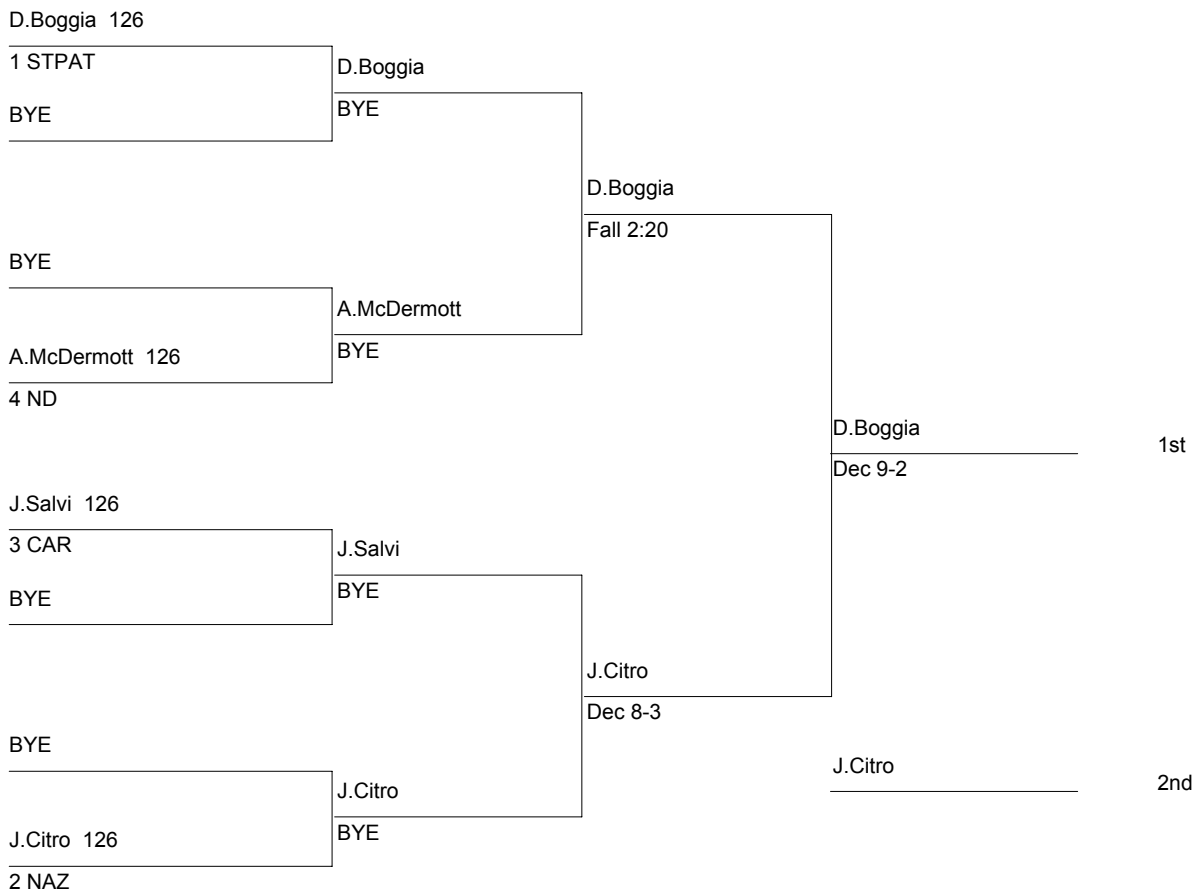 D.Boggia 126
1 STPAT
D.Boggia
BYE
BYE
D.Boggia
Fall 2:20
BYE
A.McDermott
A.McDermott 126
BYE
4 ND
D.Boggia
1st
Dec 9-2
J.Salvi 126
3 CAR
J.Salvi
BYE
BYE
J.Citro
Dec 8-3
BYE
J.Citro
2nd
J.Citro
J.Citro 126
BYE
2 NAZ